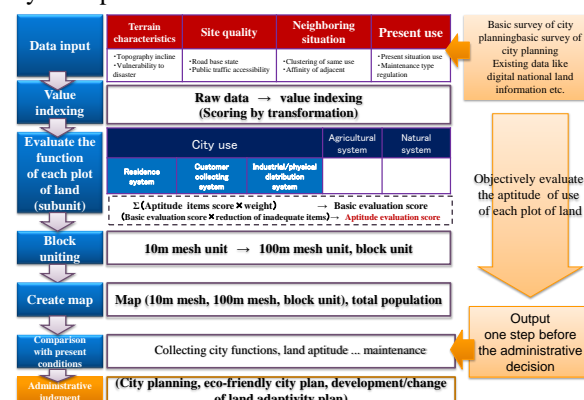 Data input
Terrain
characteristics
Site quality
Neighboring
situation
Present use
・Topography incline
・Vulnerability to
disaster
・Road base state
・Public traffic accessibility
・Clustering of same use
・Affinity of adjacent
・Present situation use
・Maintenance type
regulation
Basic survey of city
planningbasic survey of
city planning
Existing data like
digital national land
information etc.
Value
indexing
Raw data → value indexing
(Scoring by transformation)
Evaluate the
function
of each plot
of land
(subunit)
City use
Agricultural
system
Natural
system
Residence
system
Customer
collecting
system
Industrial/physical
distribution
system
Σ(Aptitude items score✖weight) → Basic evaluation score
(Basic evaluation score✖reduction of inadequate items)→ Aptitude evaluation score
Objectively evaluate
the aptitude of use
of each plot of land
Block
uniting
10m mesh unit → 100m mesh unit, block unit
Create map
Map (10m mesh, 100m mesh, block unit), total population
Comparison
with present
conditions
Collecting city functions, land aptitude ... maintenance
Output
one step before
the administrative
decision
Administrative
judgment
(City planning, eco-friendly city plan, development/change
of land adaptivity plan)